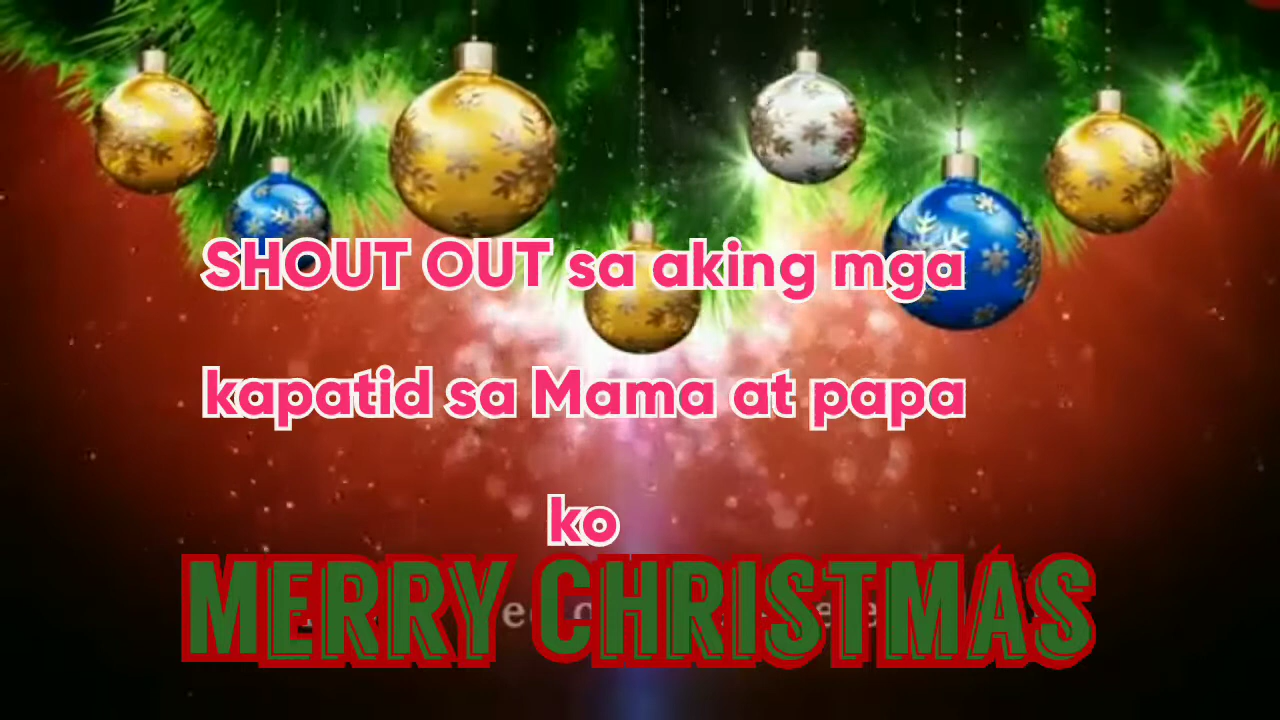 SHOUT OUT sa aking mga
kapatid sa Mama at papa
ko
MERRY CHRISTMAS